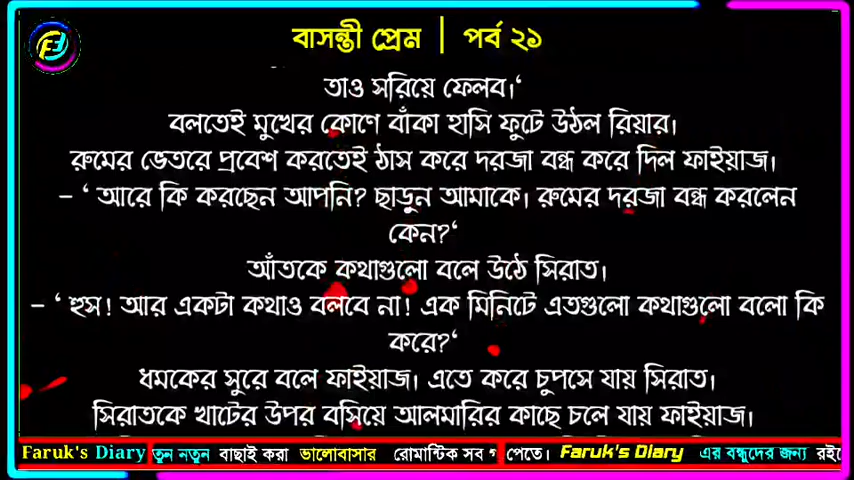 বাসন্তী প্রেম | পর্ব ২১
তাও সরিয়ে ফেলব।‘
বলতেই মুখের কোণে বাঁকা হাসি ফুটে উঠল রিয়ার।
রুমের ভেতরে প্রবেশ করতেই ঠাস করে দরজা বন্ধ করে দিল ফাইয়াজ।
– ‘ আরে কি করছেন আপনি? ছাড়ুন আমাকে। রুমের দরজা বন্ধ করলেন
কেন?‘
আঁতকে কথাগুলো বলে উঠে সিরাত।
– ‘ হুস! আর একটা কথাও বলবে না! এক মিনিটে এতগুলো কথাগুলো বলো কি
করে?‘
ধমকের সুরে বলে ফাইয়াজ। এতে করে চুপসে যায় সিরাত।
সিরাতকে খাটের উপর বসিয়ে আলমারির কাছে চলে যায় ফাইয়াজ।
Faruk's Diary তুন নতুন বাছাই করা ভালোবাসার রোমান্টিক সব পেতে। Faruk's Diary এর বন্ধুদের জন্য রই